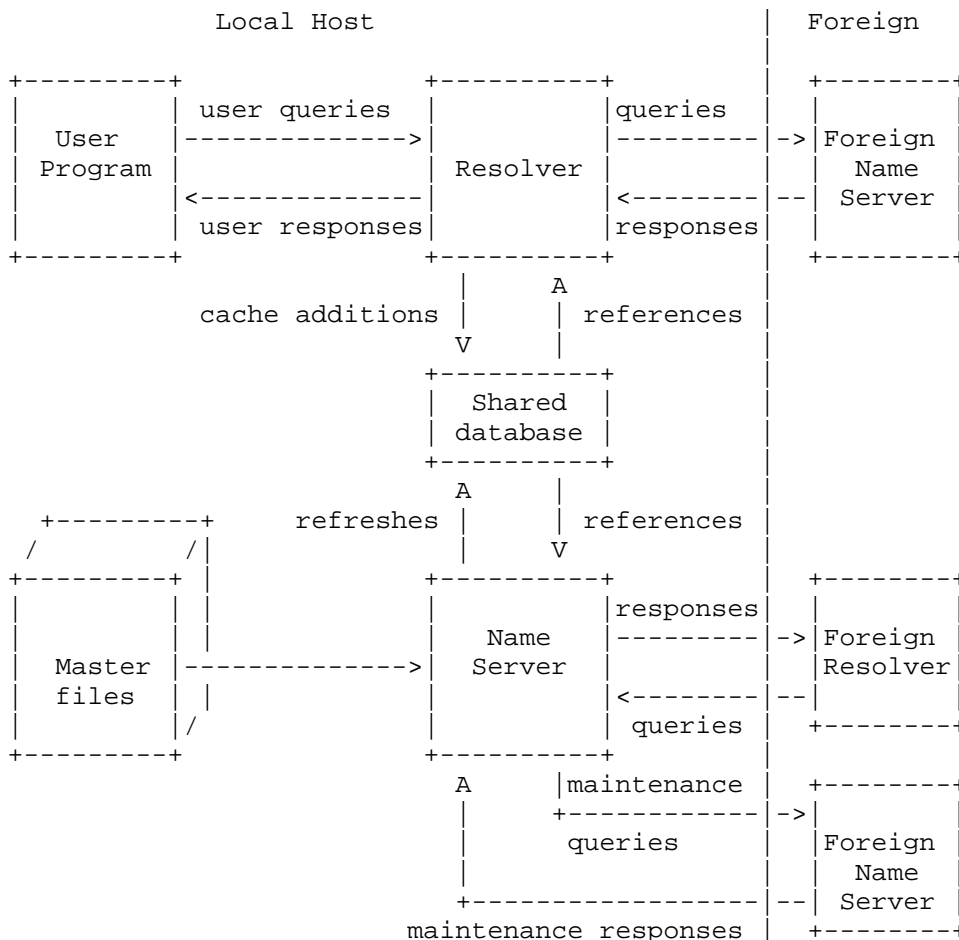 Local Host Foreign
user queries queries
User Foreign
Program Resolver Name
Server
user responses responses
A
cache additions references
V
Shared
database
A
refreshes references
V
responses
Name Foreign
Master Server Resolver
files
queries
A maintenance
queries Foreign
Name
Server
maintenance responses